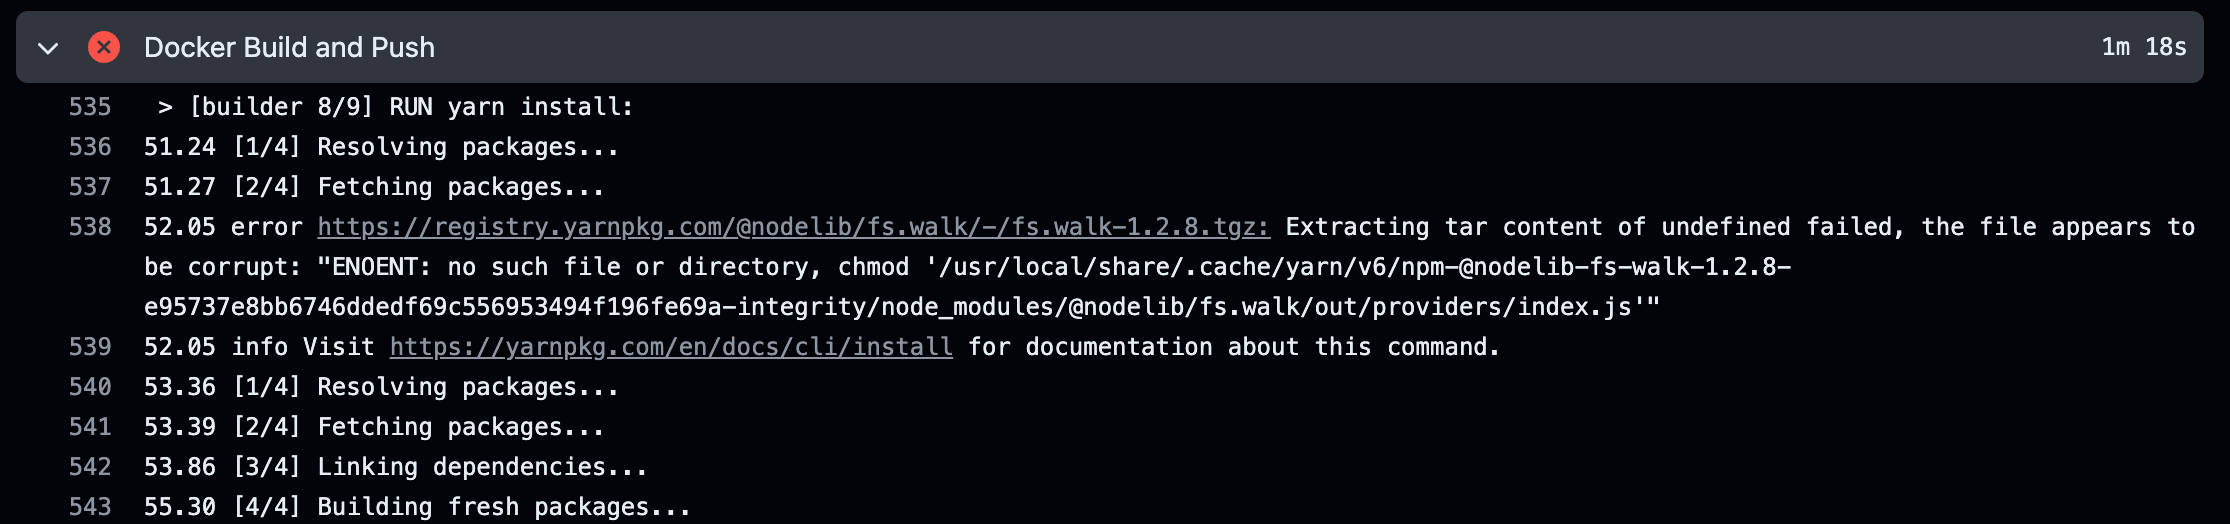 Docker Build and Push
1m 18s
535 > [builder 8/9] RUN yarn install:
536 51.24 [1/4] Resolving packages...
537 51.27 [2/4] Fetching packages...
538 52.05 error https://registry.yarnpkg.com/@nodelib/fs.walk/-/fs.walk-1.2.8.tgz: Extracting tar content of undefined failed, the file appears to
be corrupt: "ENOENT: no such file or directory, chmod '/usr/local/share/.cache/yarn/v6/npm-@nodelib-fs-walk-1.2.8-
e95737e8bb6746ddedf69c556953494f196fe69a-integrity/node_modules/@nodelib/fs.walk/out/providers/index.js'"
539 52.05 info Visit https://yarnpkg.com/en/docs/cli/install for documentation about this command.
540 53.36 [1/4] Resolving packages...
541 53.39 [2/4] Fetching packages...
542 53.86 [3/4] Linking dependencies...
543 55.30 [4/4] Building fresh packages...